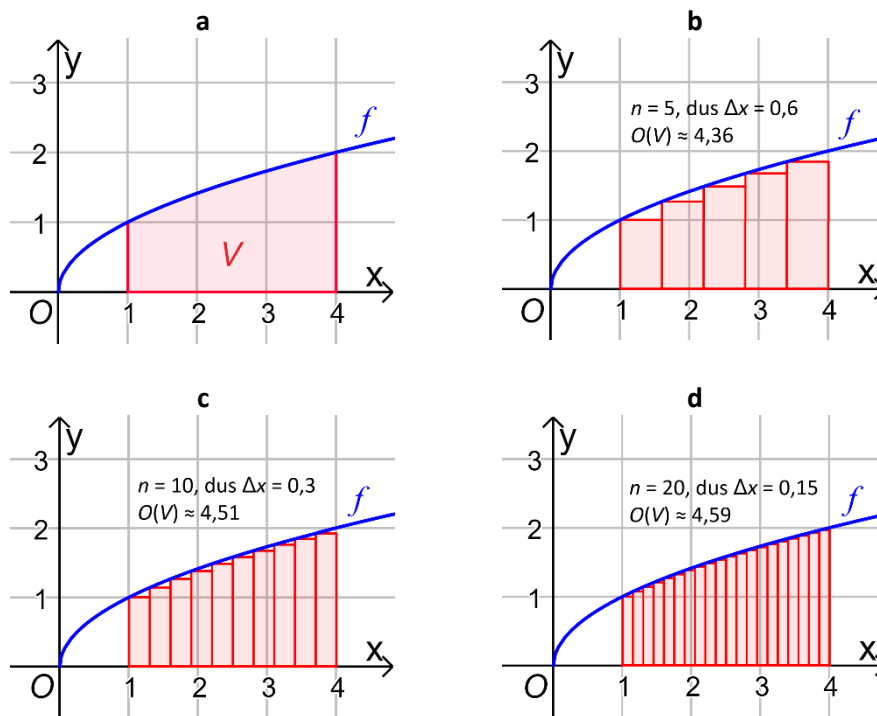 a
y
3
2
1
f
V
x
O
1
2
3
4
b
y
3
n = 5, dus Δx = 0,6
O(V) ≈ 4,36
f
2
1
x
O
1
2
3
4
c
y
3
n = 10, dus Δx = 0,3
O(V) ≈ 4,51
f
2
1
x
O
1
2
3
4
d
y
3
n = 20, dus Δx = 0,15
O(V) ≈ 4,59
f
2
1
x
O
1
2
3
4